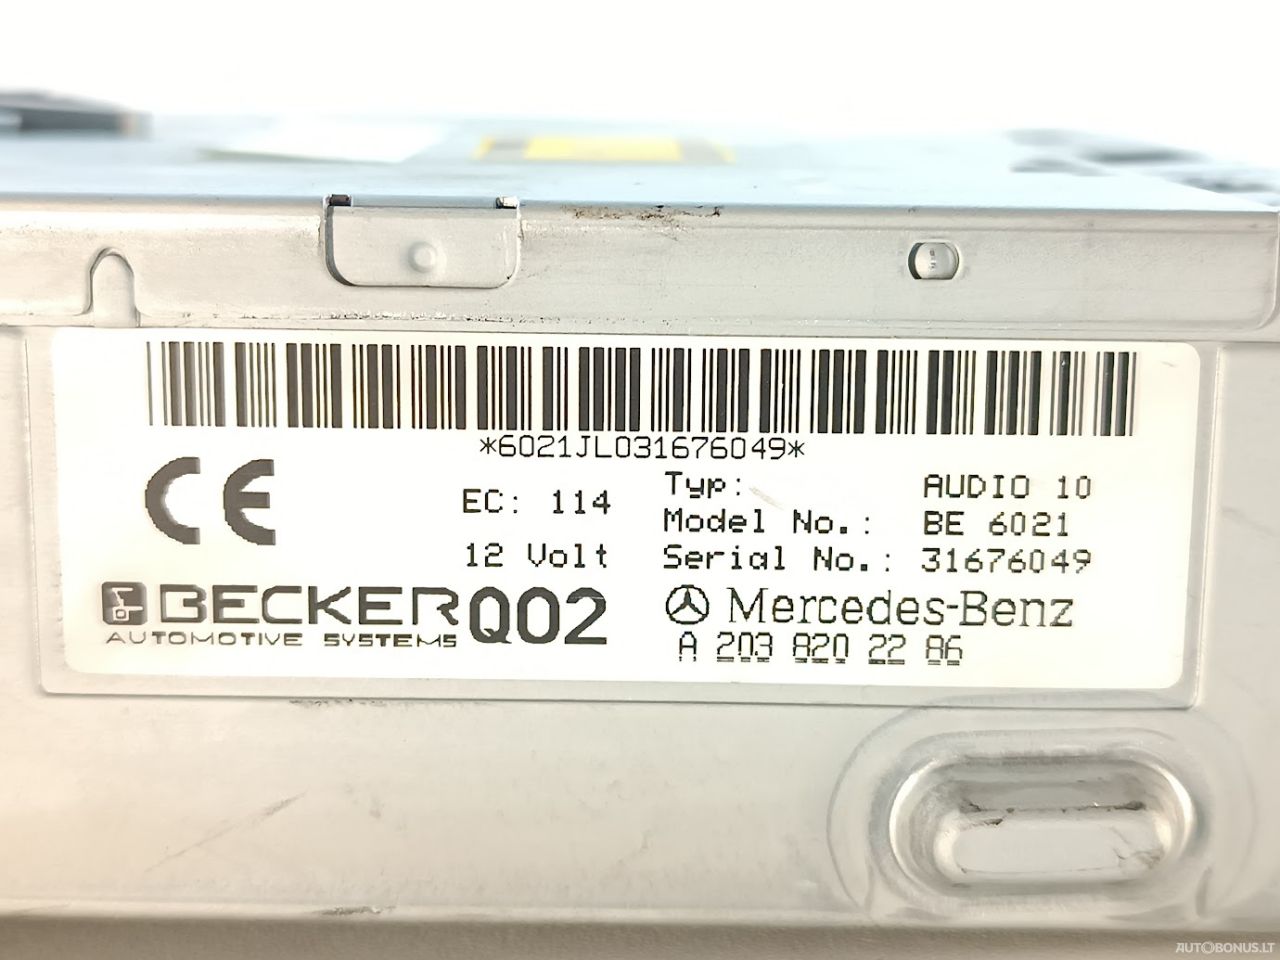 *6021JL031676049*
EC: 114
12 Volt
Typ: AUDIO 10
Model No.: BE 6021
Serial No.: 31676049
BECKER
AUTOMOTIVE SYSTEMS
Q02
Mercedes-Benz
A 203 820 22 86
AUTOBONUS.LT